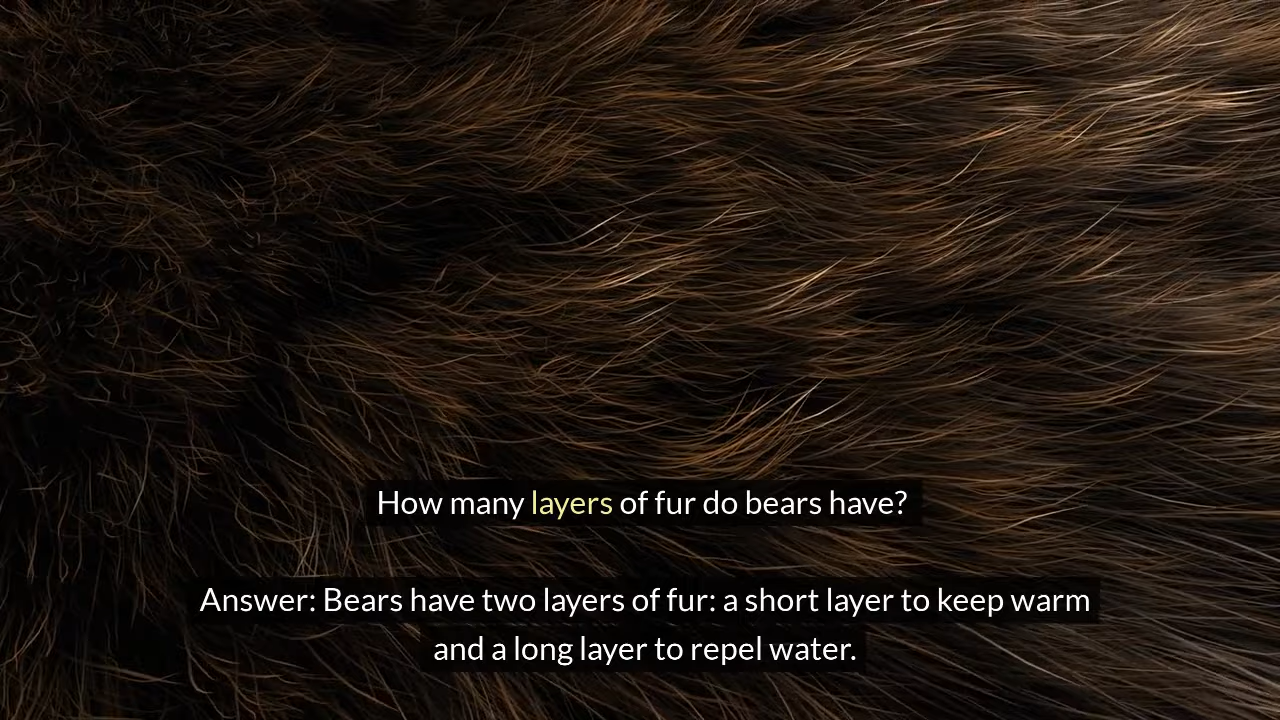 How many layers of fur do bears have?
Answer: Bears have two layers of fur: a short layer to keep warm
and a long layer to repel water.